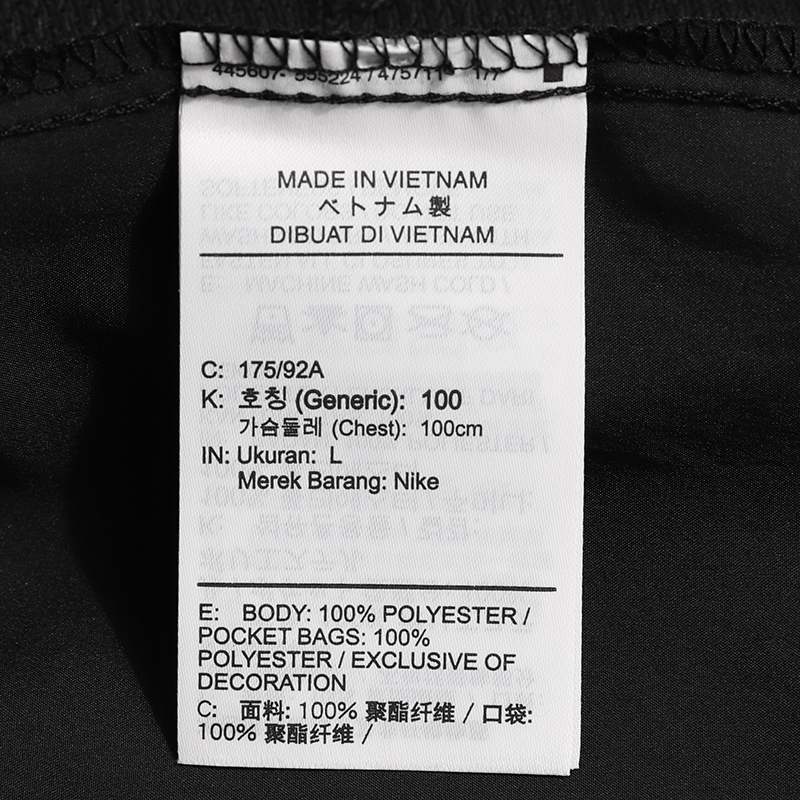 MADE IN VIETNAM
ベトナム製
DIBUAT DI VIETNAM
C: 175/92A
K: 호칭 (Generic): 100
가슴둘레 (Chest): 100cm
IN: Ukuran: L
Merek Barang: Nike
E: BODY: 100% POLYESTER /
POCKET BAGS: 100%
POLYESTER / EXCLUSIVE OF
DECORATION
C: 面料: 100% 聚酯纤维 / 口袋:
100% 聚酯纤维 /